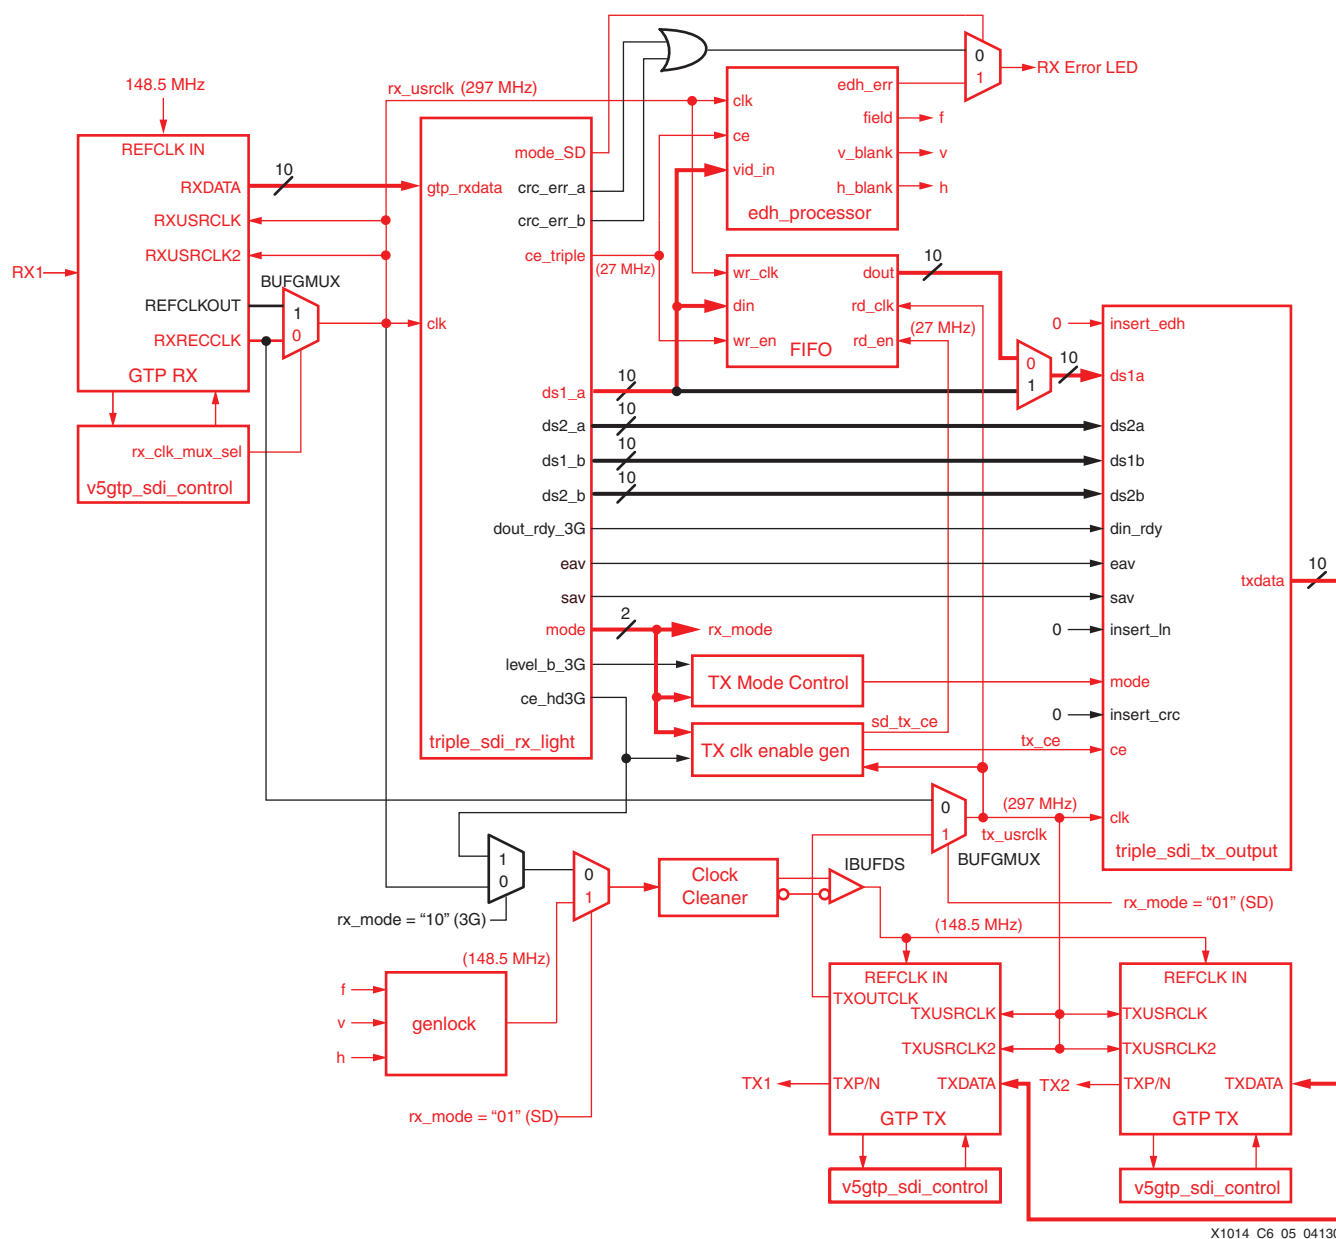 148.5 MHz
REFCLK IN
RXDATA
10
RXUSRCLK
RXUSRCLK2
RX1
BUFGMUX
REFCLKOUT
1
RXRECCLK
0
GTP RX
rx_clk_mux_sel
v5gtp_sdi_control
rx_usrclk (297 MHz)
mode_SD
gtp_rxdata
crc_err_a
crc_err_b
ce_triple
(27 MHz)
clk
ds1_a
10
ds2_a
10
ds1_b
10
ds2_b
10
dout_rdy_3G
eav
sav
mode
2
rx_mode
level_b_3G
ce_hd3G
triple_sdi_rx_light
0
1
RX Error LED
edh_err
clk
field
f
ce
v_blank
v
vid_in
h_blank
h
edh_processor
wr_clk
dout
10
din
rd_clk
(27 MHz)
wr_en
rd_en
FIFO
0
1
10
0
insert_edh
ds1a
ds2a
ds1b
ds2b
din_rdy
eav
txdata
10
sav
0
insert_ln
mode
0
insert_crc
ce
clk
triple_sdi_tx_output
TX Mode Control
sd_tx_ce
TX clk enable gen
tx_ce
0
(297 MHz)
1
tx_usrclk
BUFGMUX
rx_mode = “01” (SD)
1
0
0
1
rx_mode = “10” (3G)
Clock
Cleaner
IBUFDS
(148.5 MHz)
(148.5 MHz)
f
v
genlock
h
rx_mode = “01” (SD)
REFCLK IN
TXOUTCLK
TXUSRCLK
TXUSRCLK2
TX1
TXP/N
TXDATA
GTP TX
v5gtp_sdi_control
REFCLK IN
TXUSRCLK
TXUSRCLK2
TX2
TXP/N
TXDATA
GTP TX
v5gtp_sdi_control
X1014_C6_05_04130